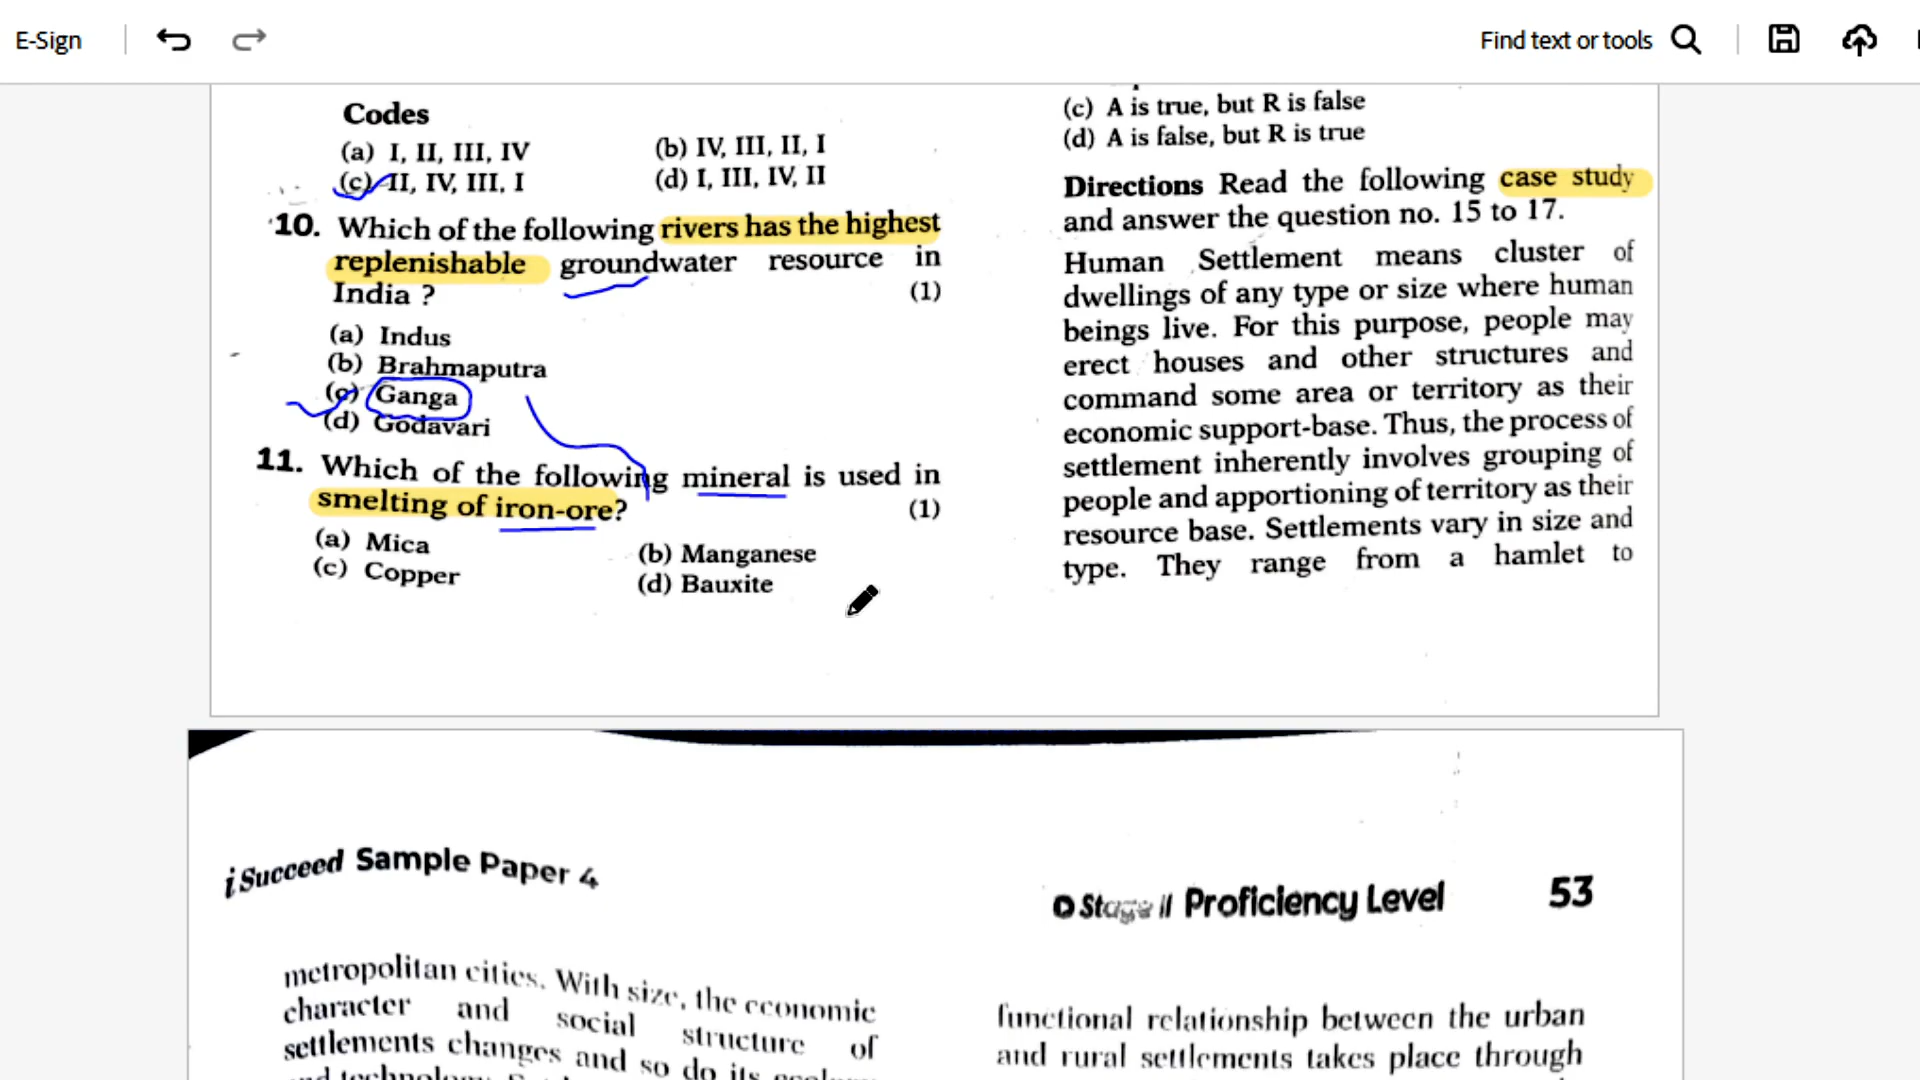 E-Sign
Find text or tools
Codes
(a) I, II, III, IV
(b) IV, III, II, I
(c) II, IV, III, I
(d) I, III, IV, II
10. Which of the following rivers has the highest
replenishable groundwater resource in
India ? (1)
(a) Indus
(b) Brahmaputra
(c) Ganga
(d) Godavari
11. Which of the following mineral is used in
smelting of iron-ore? (1)
(a) Mica
(b) Manganese
(c) Copper
(d) Bauxite
(c) A is true, but R is false
(d) A is false, but R is true
Directions Read the following case study
and answer the question no. 15 to 17.
Human Settlement means cluster of
dwellings of any type or size where human
beings live. For this purpose, people may
erect houses and other structures and
command some area or territory as their
economic support-base. Thus, the process of
settlement inherently involves grouping of
people and apportioning of territory as their
resource base. Settlements vary in size and
type. They range from a hamlet to
iSucceed Sample Paper 4
Stage II Proficiency Level 53
metropolitan cities. With size, the economic
character and social structure of
settlements changes and so do its
functional relationship between the urban
and rural settlements takes place through